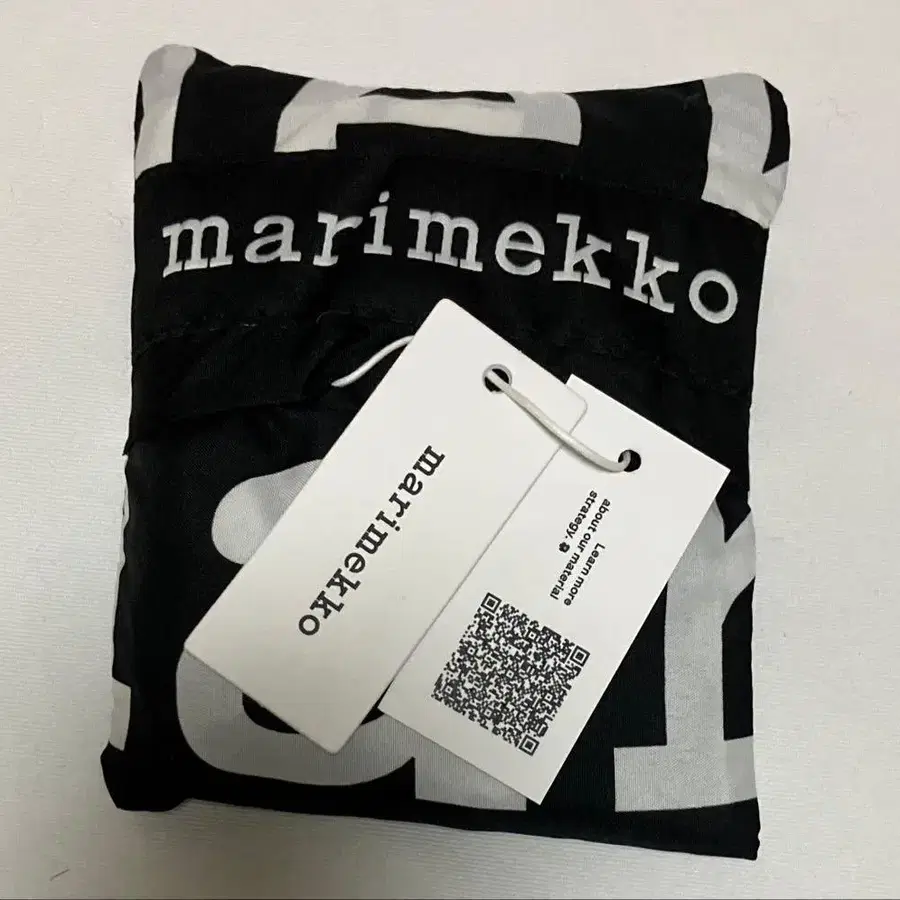 marimekko
marimekko
Learn more
about our material
strategy.